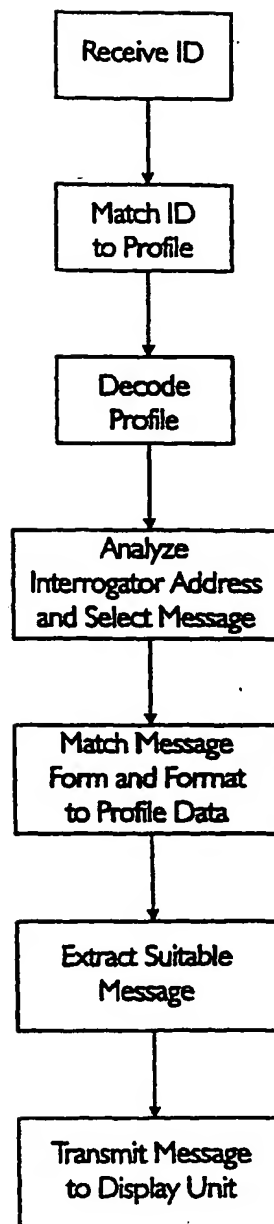 Receive ID
Match ID
to Profile
Decode
Profile
Analyze
Interrogator Address
and Select Message
Match Message
Form and Format
to Profile Data
Extract Suitable
Message
Transmit Message
to Display Unit